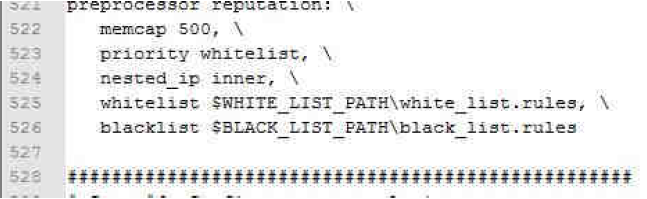 521 preprocessor reputation: \
522 memcap 500, \
523 priority whitelist, \
524 nested_ip inner, \
525 whitelist $WHITE_LIST_PATH\white_list.rules, \
526 blacklist $BLACK_LIST_PATH\black_list.rules
527
528 ###################################################